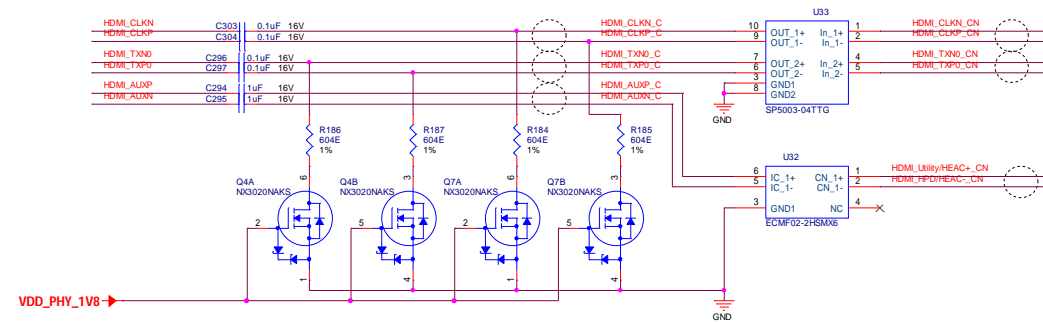 U33
HDMI_CLKN C303 0.1uF 16V HDMI_CLKN_C 10 OUT_1+ In_1+ 1 HDMI_CLKN_CN
HDMI_CLKP C304 0.1uF 16V HDMI_CLKP_C 9 OUT_1- In_1- 2 HDMI_CLKP_CN
HDMI_TXN0 C296 0.1uF 16V HDMI_TXN0_C 7 OUT_2+ In_2+ 4 HDMI_TXN0_CN
HDMI_TXP0 C297 0.1uF 16V HDMI_TXP0_C 6 OUT_2- In_2- 5 HDMI_TXP0_CN
3 GND1
HDMI_AUXP C294 1uF 16V HDMI_AUXP_C 8 GND2
HDMI_AUXN C295 1uF 16V HDMI_AUXN_C
SP5003-04TTG
GND
R186 R187 R184 R185
604E 604E 604E 604E
1% 1% 1% 1%
U32
6 IC_1+ CN_1+ 1 HDMI_Utility/HEAC+_CN
5 IC_1- CN_1- 2 HDMI_HPD/HEAC-_CN
3 GND1 NC 4
ECMF02-2HSMX6
Q4A 6 Q4B 3 Q7A 6 Q7B 3
NX3020NAKS NX3020NAKS NX3020NAKS NX3020NAKS
2 5 2 5
1 4 1 4
VDD_PHY_1V8
GND